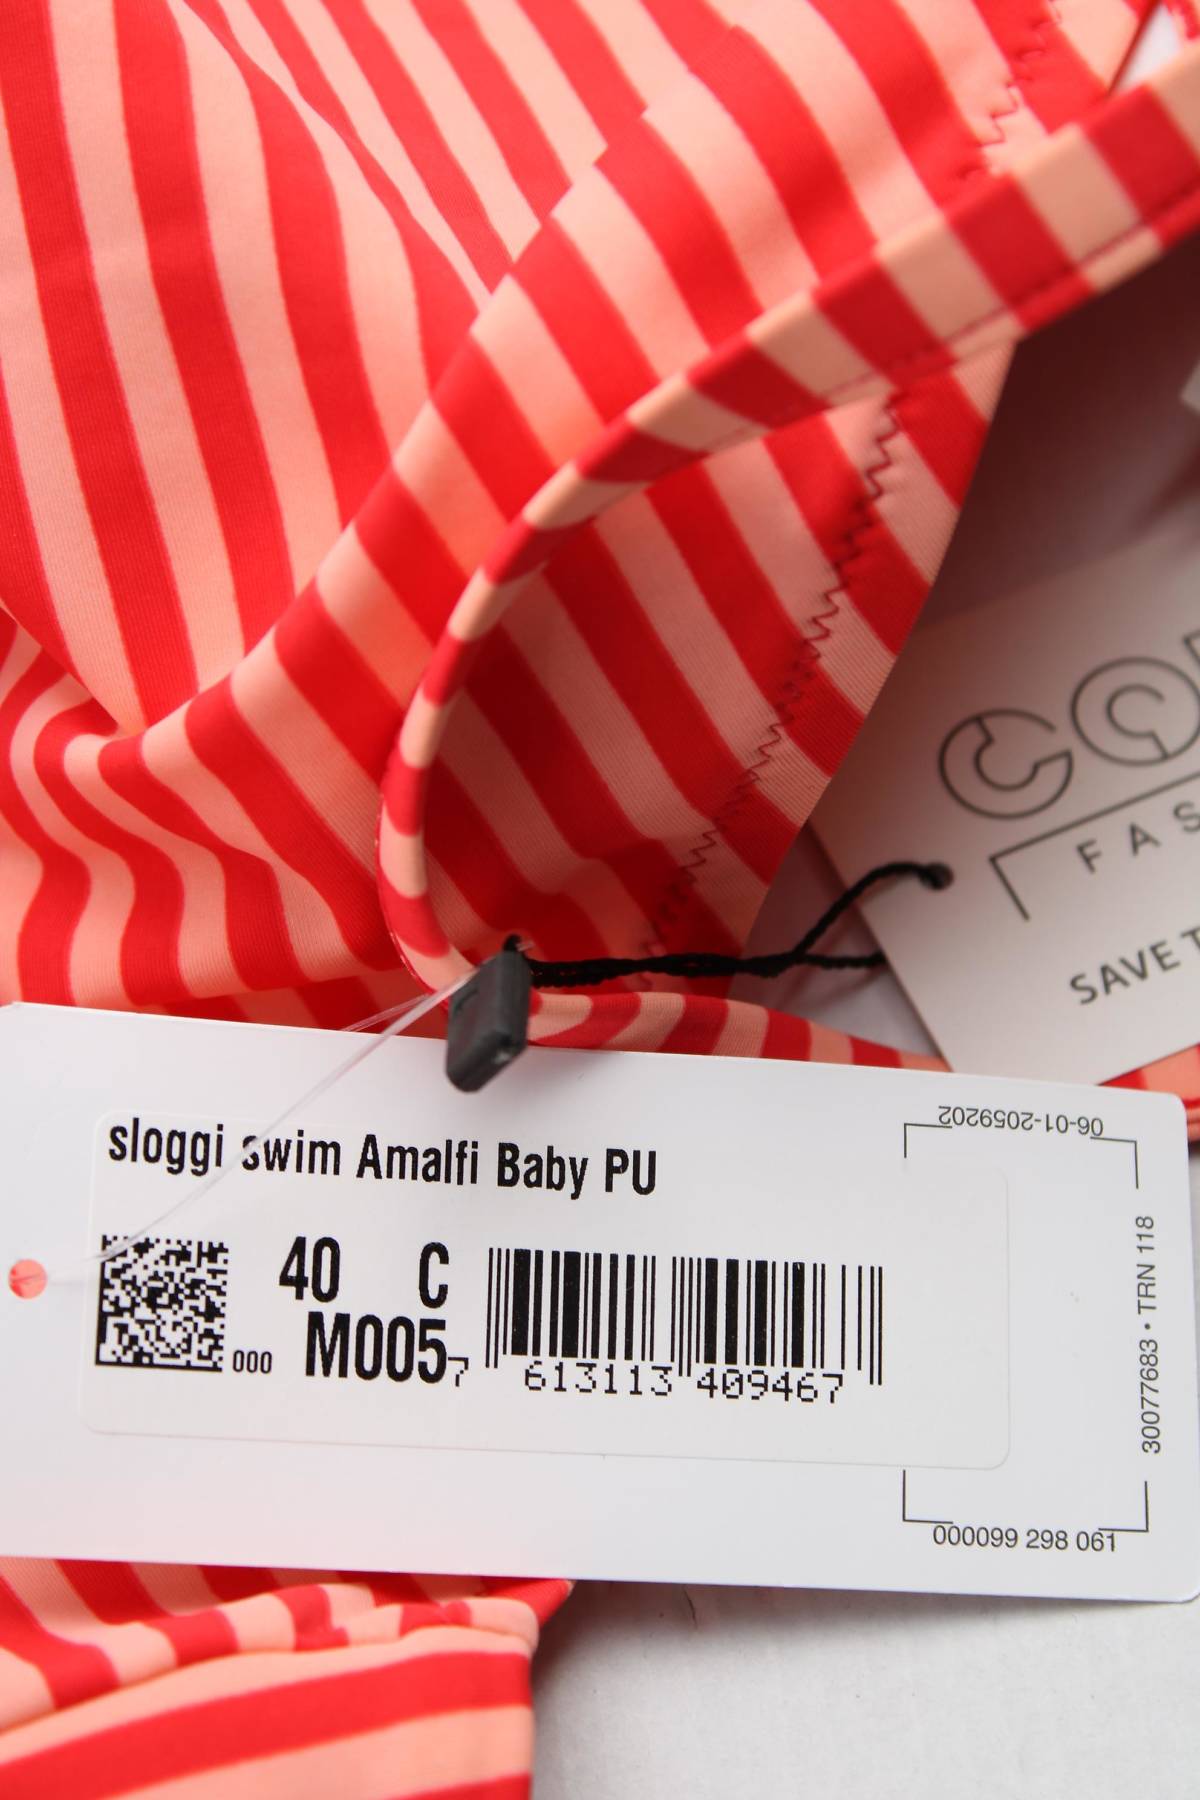 FAS
SAVE
sloggi swim Amalfi Baby PU
40 C
000 M005
7 613113 409467
06-01-2059202
30077683 • TRN 118
000099 298 061